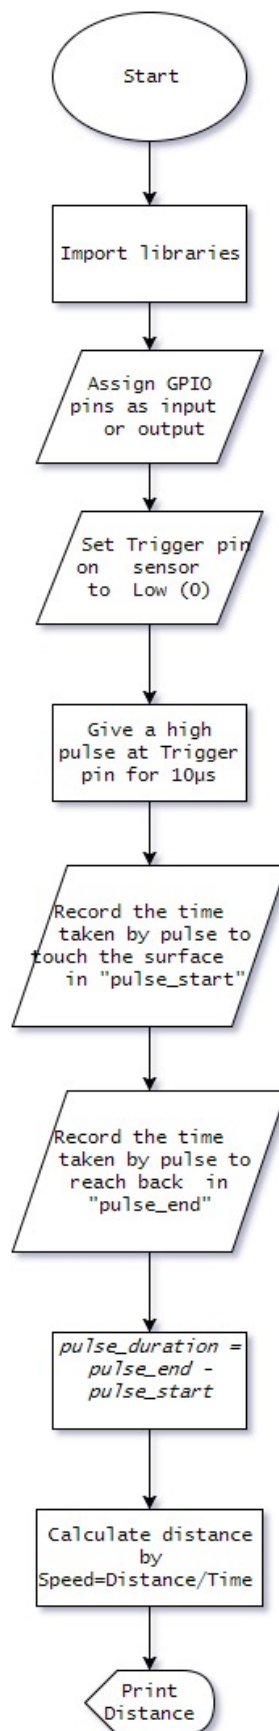 Start
Import libraries
Assign GPIO
pins as input
or output
Set Trigger pin
on sensor
to Low (0)
Give a high
pulse at Trigger
pin for 10µs
Record the time
taken by pulse to
touch the surface
in "pulse_start"
Record the time
taken by pulse to
reach back in
"pulse_end"
pulse_duration =
pulse_end -
pulse_start
Calculate distance
by
Speed=Distance/Time
Print
Distance